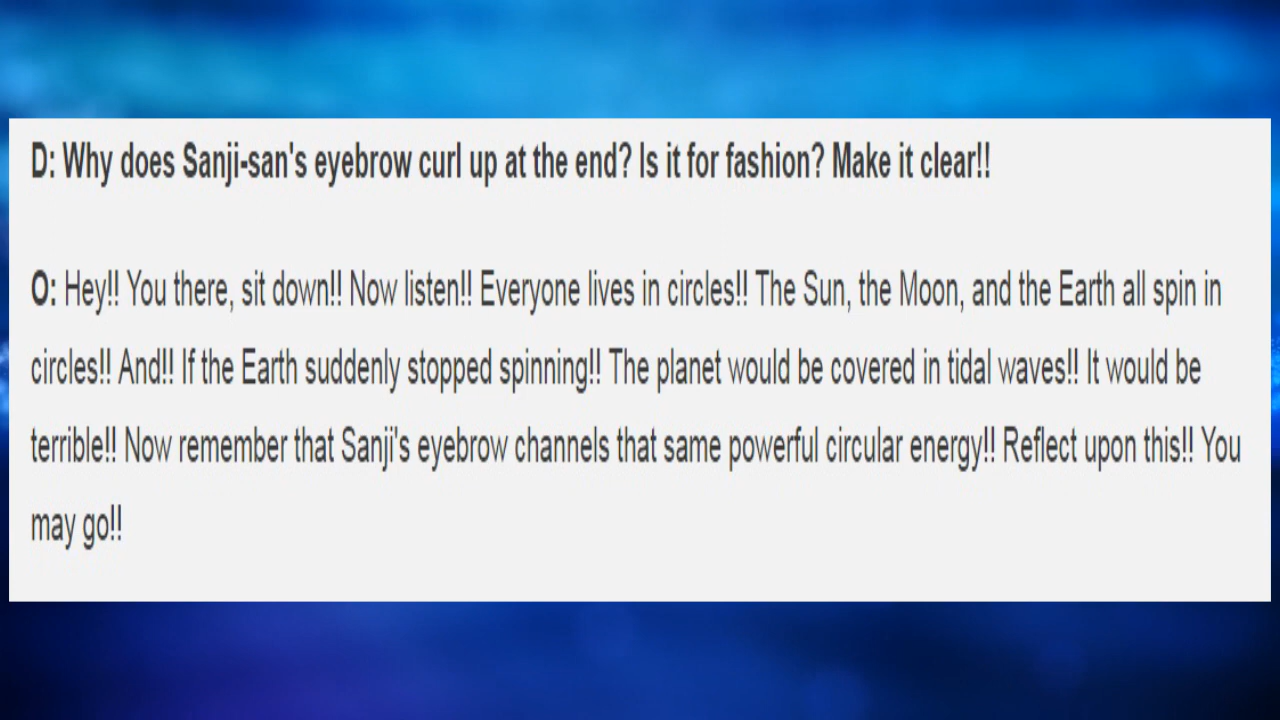 D: Why does Sanji-san's eyebrow curl up at the end? Is it for fashion? Make it clear!!
O: Hey!! You there, sit down!! Now listen!! Everyone lives in circles!! The Sun, the Moon, and the Earth all spin in
circles!! And!! If the Earth suddenly stopped spinning!! The planet would be covered in tidal waves!! It would be
terrible!! Now remember that Sanji's eyebrow channels that same powerful circular energy!! Reflect upon this!! You
may go!!